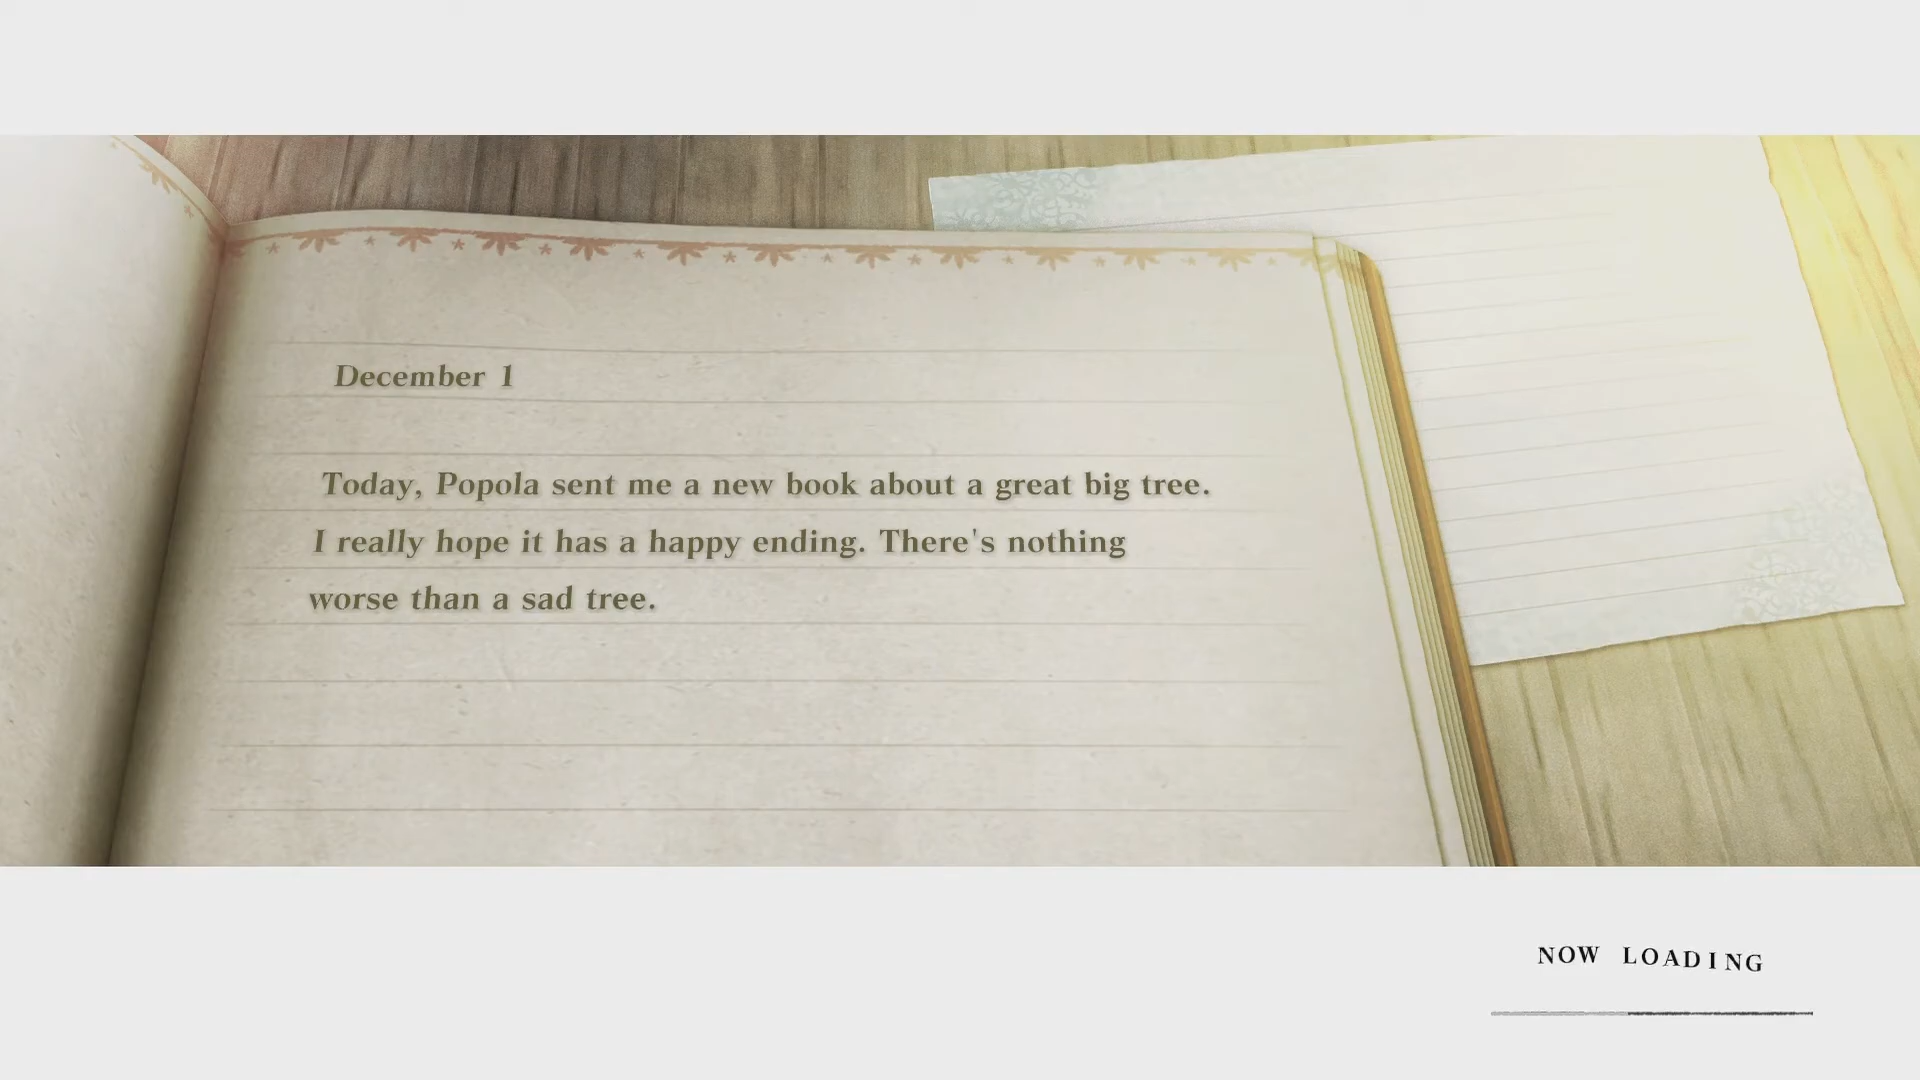 December 1
Today, Popola sent me a new book about a great big tree.
I really hope it has a happy ending. There's nothing
worse than a sad tree.
NOW LOADING